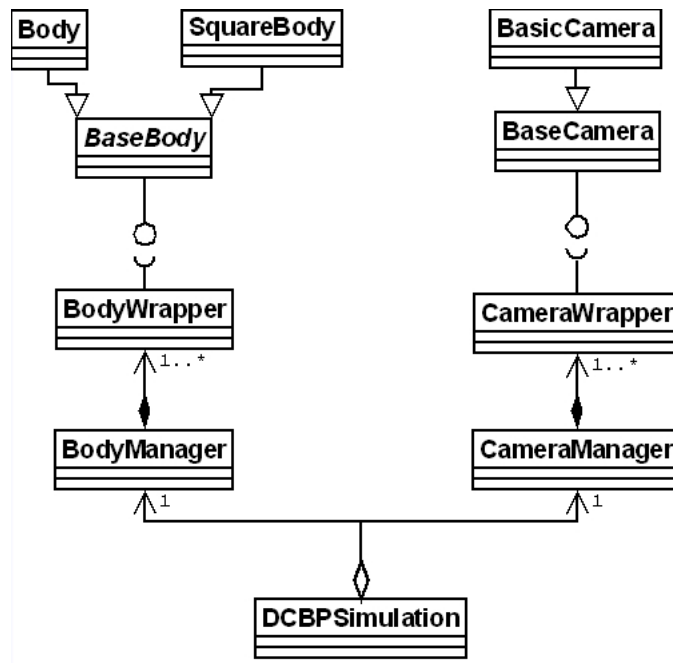 Body
SquareBody
BasicCamera
BaseBody
BaseCamera
BodyWrapper
CameraWrapper
1..*
1..*
BodyManager
CameraManager
1
1
DCBPSimulation